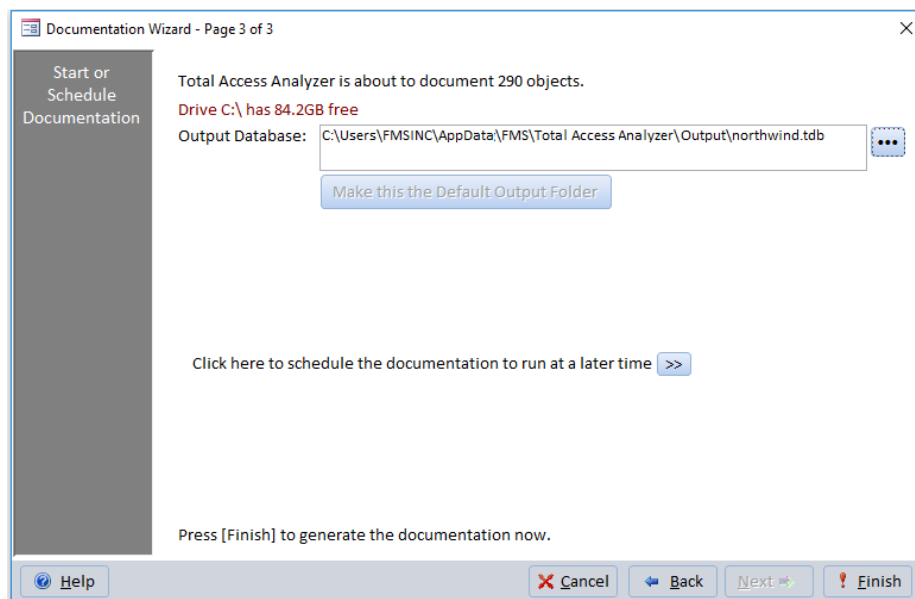 Documentation Wizard - Page 3 of 3
Start or
Schedule
Documentation
Total Access Analyzer is about to document 290 objects.
Drive C:\ has 84.2GB free
Output Database:
C:\Users\FMSINC\AppData\FMS\Total Access Analyzer\Output\northwind.tdb
•••
Make this the Default Output Folder
Click here to schedule the documentation to run at a later time >>
Press [Finish] to generate the documentation now.
Help
Cancel
Back
Next
Finish